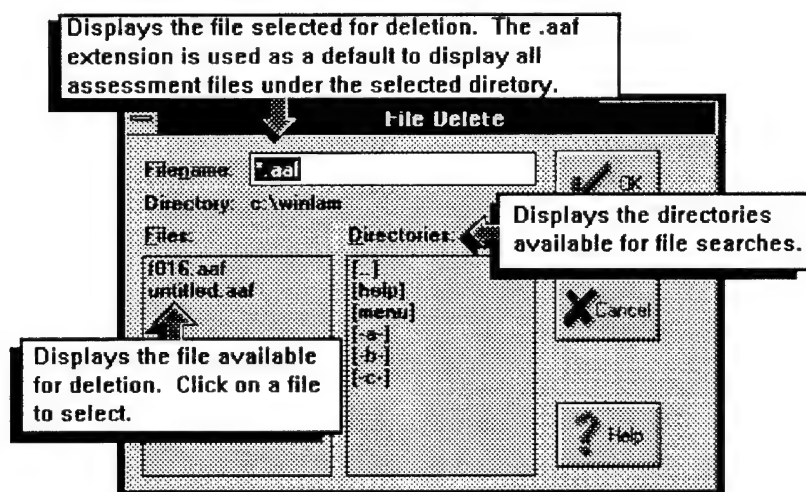 Displays the file selected for deletion. The .aaf
extension is used as a default to display all
assessment files under the selected diretory.
File Delete
Filename: *.aaf
OK
Directory: c:\winlam
Displays the directories
available for file searches.
Files:
Directories:
f016.aaf
untitled.aaf
[..]
[help]
[menu]
[-a-]
[-b-]
[-c-]
Cancel
Displays the file available
for deletion. Click on a file
to select.
Help